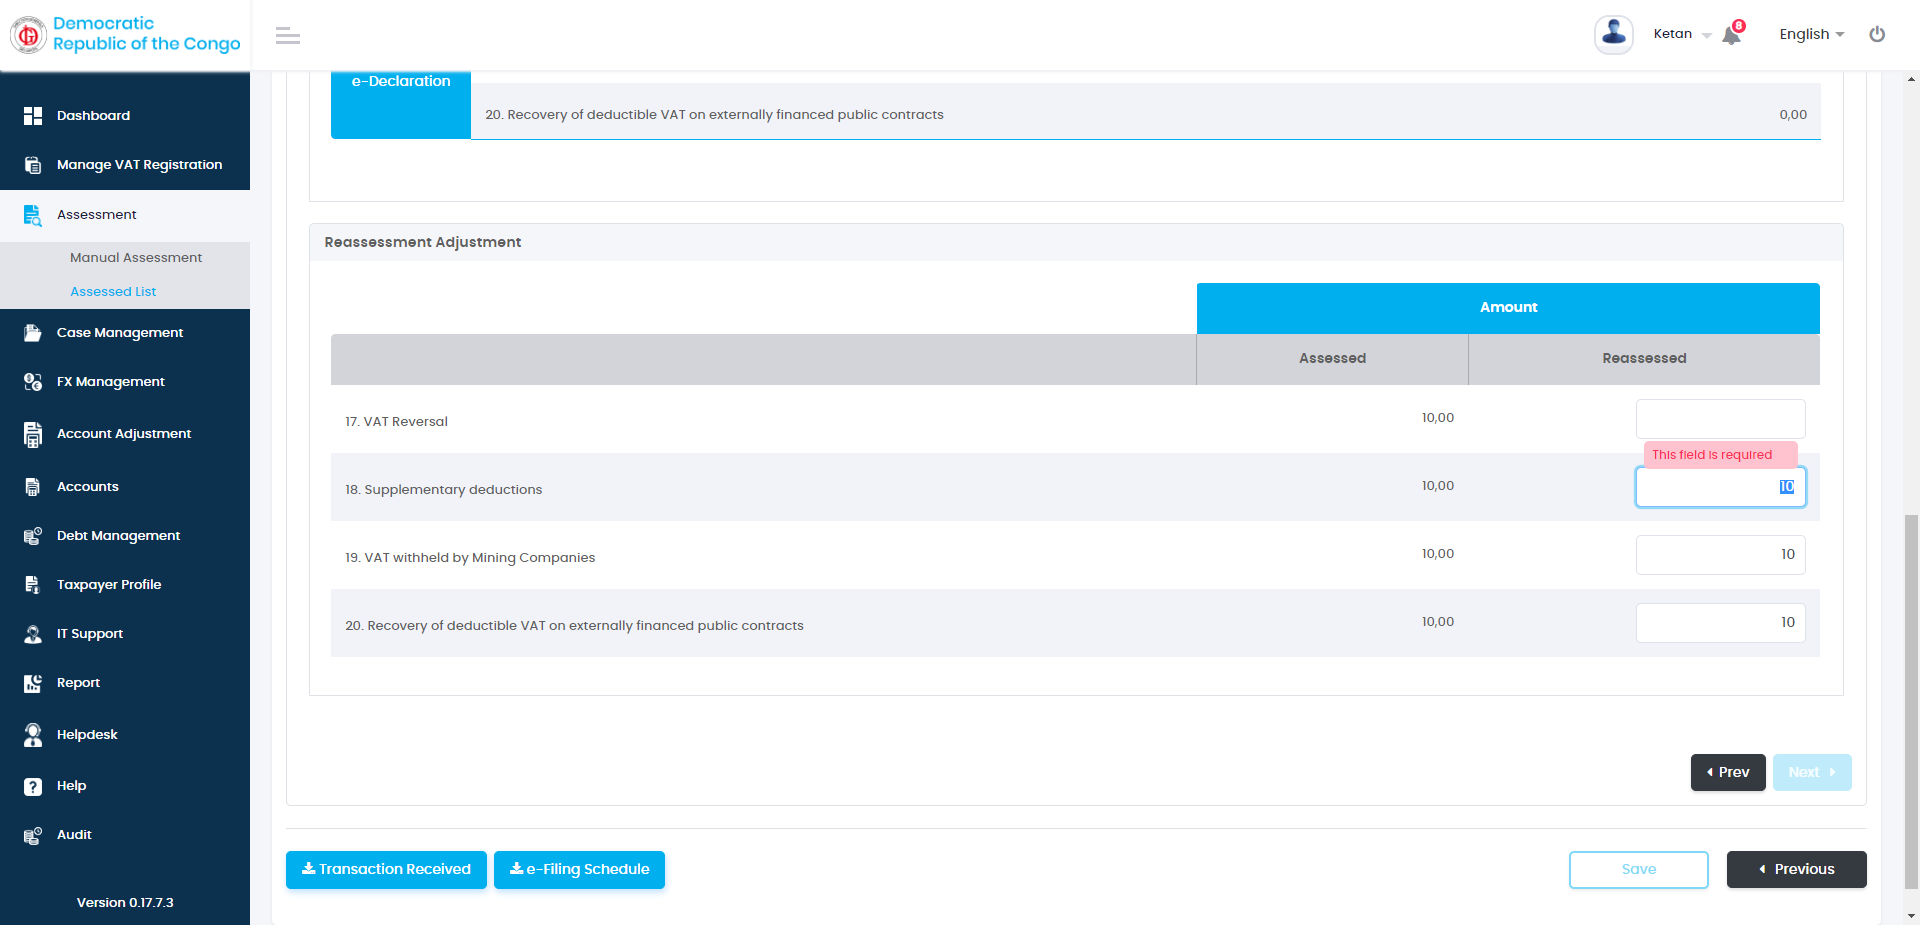 Democratic
Republic of the Congo
Ketan
8
English
Dashboard
Manage VAT Registration
Assessment
Manual Assessment
Assessed List
Case Management
FX Management
Account Adjustment
Accounts
Debt Management
Taxpayer Profile
IT Support
Report
Helpdesk
Help
Audit
Version 0.17.7.3
e-Declaration
20. Recovery of deductible VAT on externally financed public contracts 0,00
Reassessment Adjustment
Amount
Assessed Reassessed
17. VAT Reversal 10,00
This field is required
18. Supplementary deductions 10,00 10
19. VAT withheld by Mining Companies 10,00 10
20. Recovery of deductible VAT on externally financed public contracts 10,00 10
Prev Next
Transaction Received e-Filing Schedule Save Previous